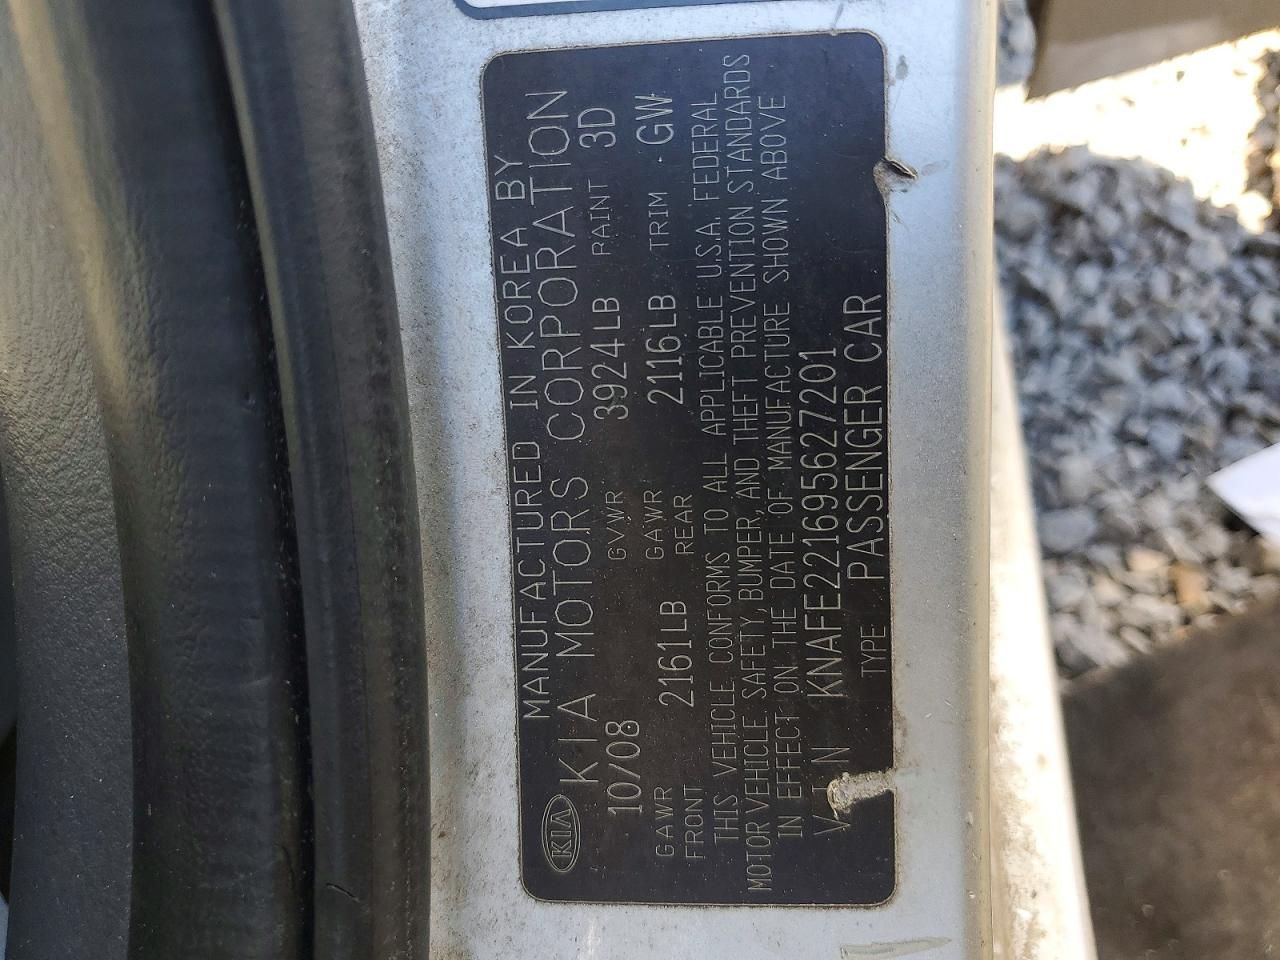 MANUFACTURED IN KOREA BY
KIA KIA MOTORS CORPORATION
10/08 GVWR 3924LB PAINT 3D
GAWR FRONT 2161LB GAWR REAR 2116LB TRIM GW
THIS VEHICLE CONFORMS TO ALL APPLICABLE U.S.A. FEDERAL
MOTOR VEHICLE SAFETY, BUMPER, AND THEFT PREVENTION STANDARDS
IN EFFECT ON THE DATE OF MANUFACTURE SHOWN ABOVE
V I N KNAFE221695627201
TYPE PASSENGER CAR